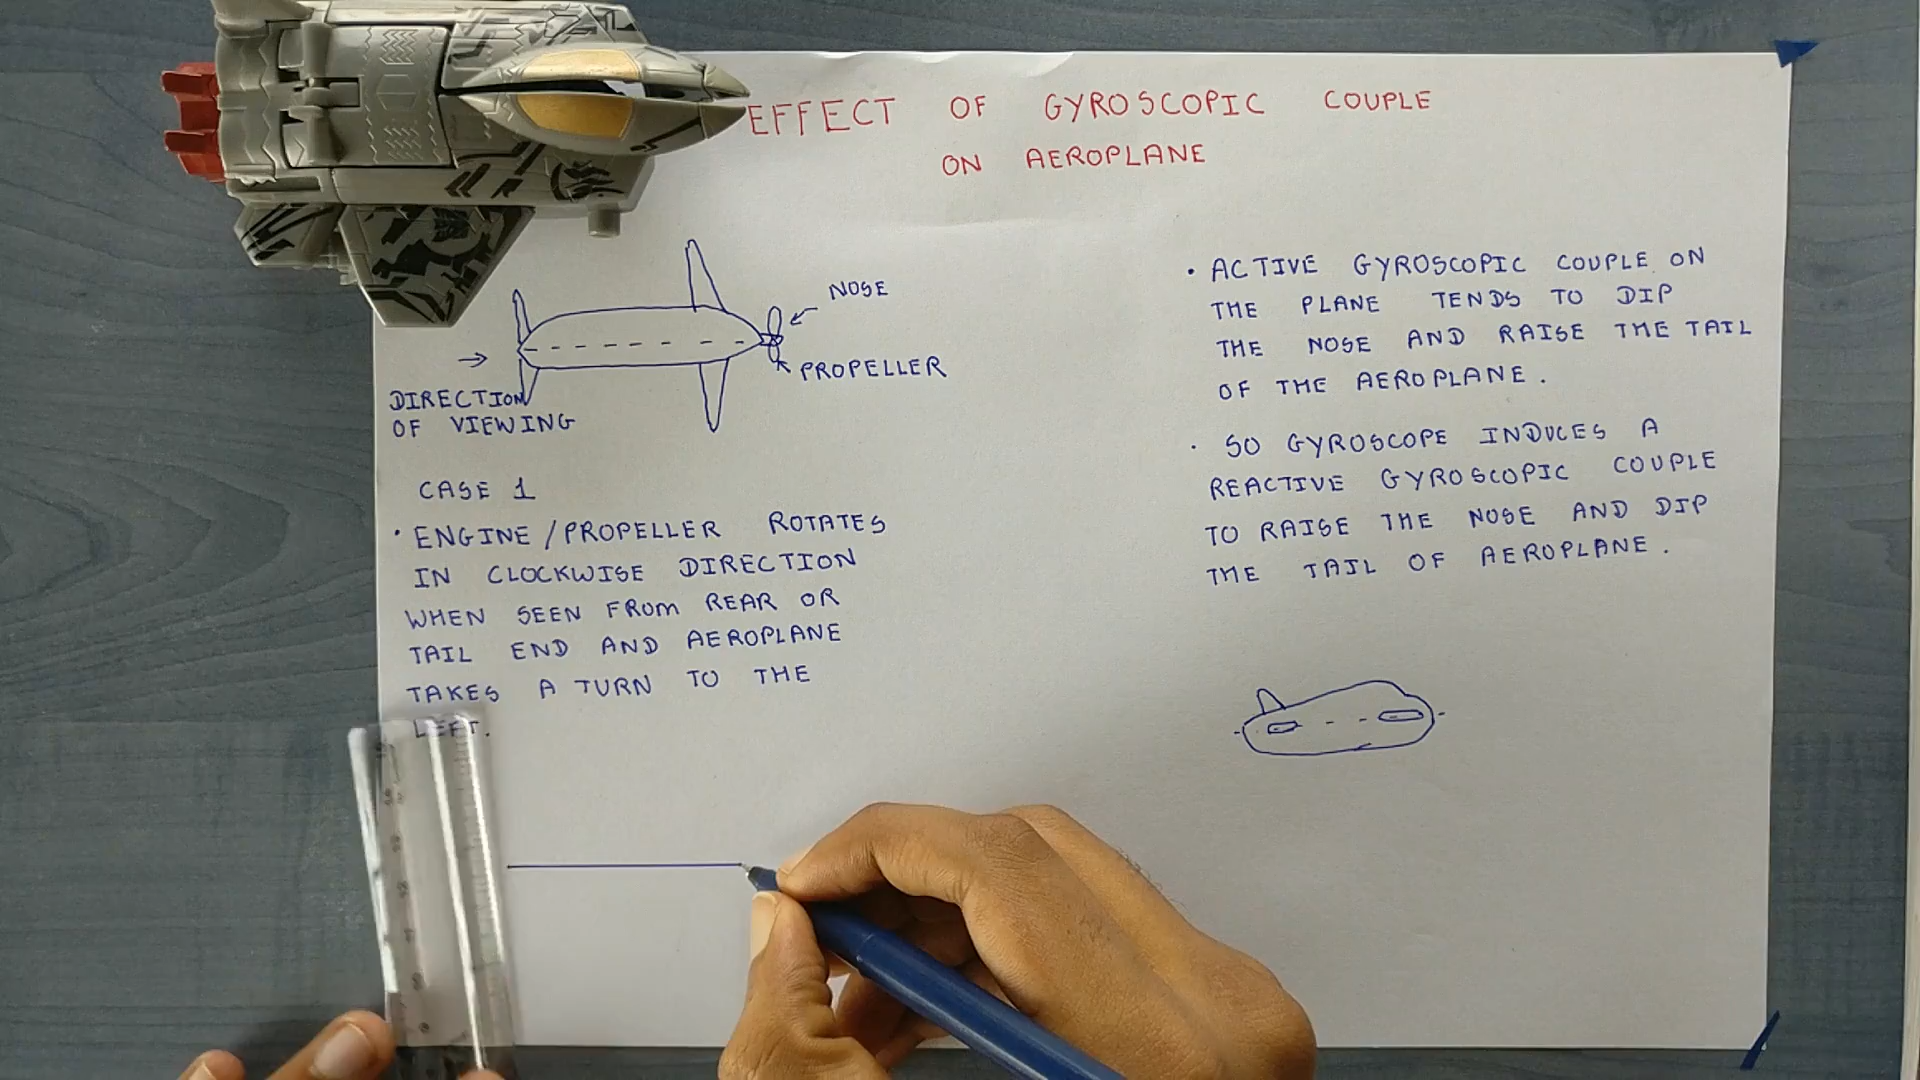 EFFECT OF GYROSCOPIC COUPLE
ON AEROPLANE
NOSE
PROPELLER
DIRECTION
OF VIEWING
CASE 1
• ENGINE/PROPELLER ROTATES
IN CLOCKWISE DIRECTION
WHEN SEEN FROM REAR OR
TAIL END AND AEROPLANE
TAKES A TURN TO THE
LEFT.
• ACTIVE GYROSCOPIC COUPLE ON
THE PLANE TENDS TO DIP
THE NOSE AND RAISE THE TAIL
OF THE AEROPLANE.
• SO GYROSCOPE INDUCES A
REACTIVE GYROSCOPIC COUPLE
TO RAISE THE NOSE AND DIP
THE TAIL OF AEROPLANE.